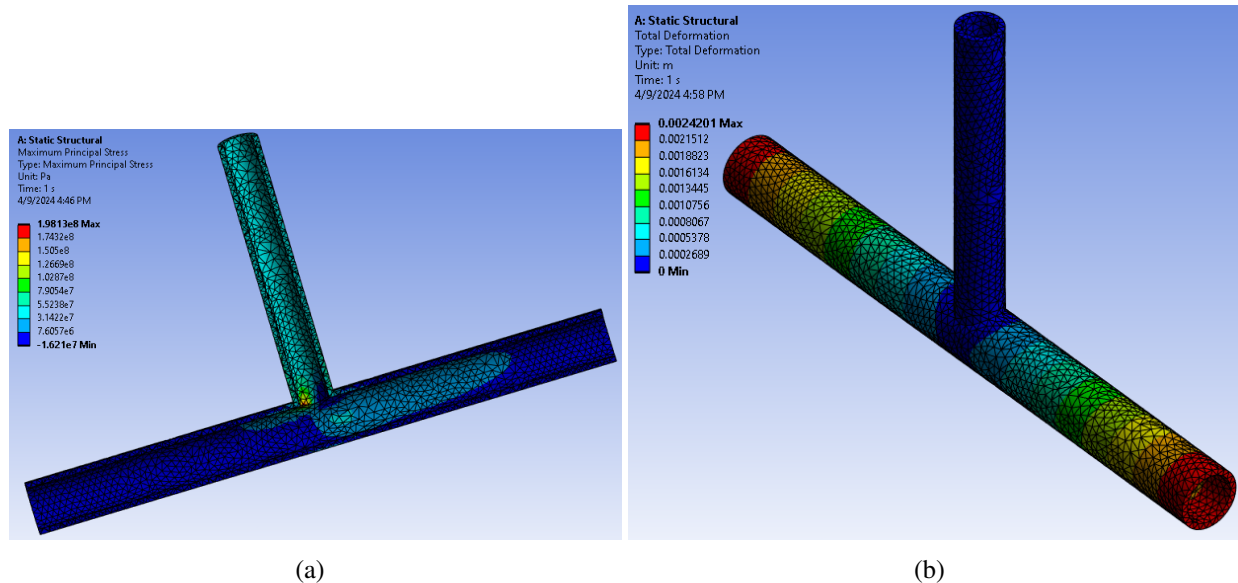 A: Static Structural
Maximum Principal Stress
Type: Maximum Principal Stress
Unit: Pa
Time: 1 s
4/9/2024 4:46 PM
1.9813e8 Max
1.7432e8
1.505e8
1.2669e8
1.0287e8
7.9054e7
5.5238e7
3.1422e7
7.6057e6
-1.621e7 Min
(a)
A: Static Structural
Total Deformation
Type: Total Deformation
Unit: m
Time: 1 s
4/9/2024 4:58 PM
0.0024201 Max
0.0021512
0.0018823
0.0016134
0.0013445
0.0010756
0.0008067
0.0005378
0.0002689
0 Min
(b)